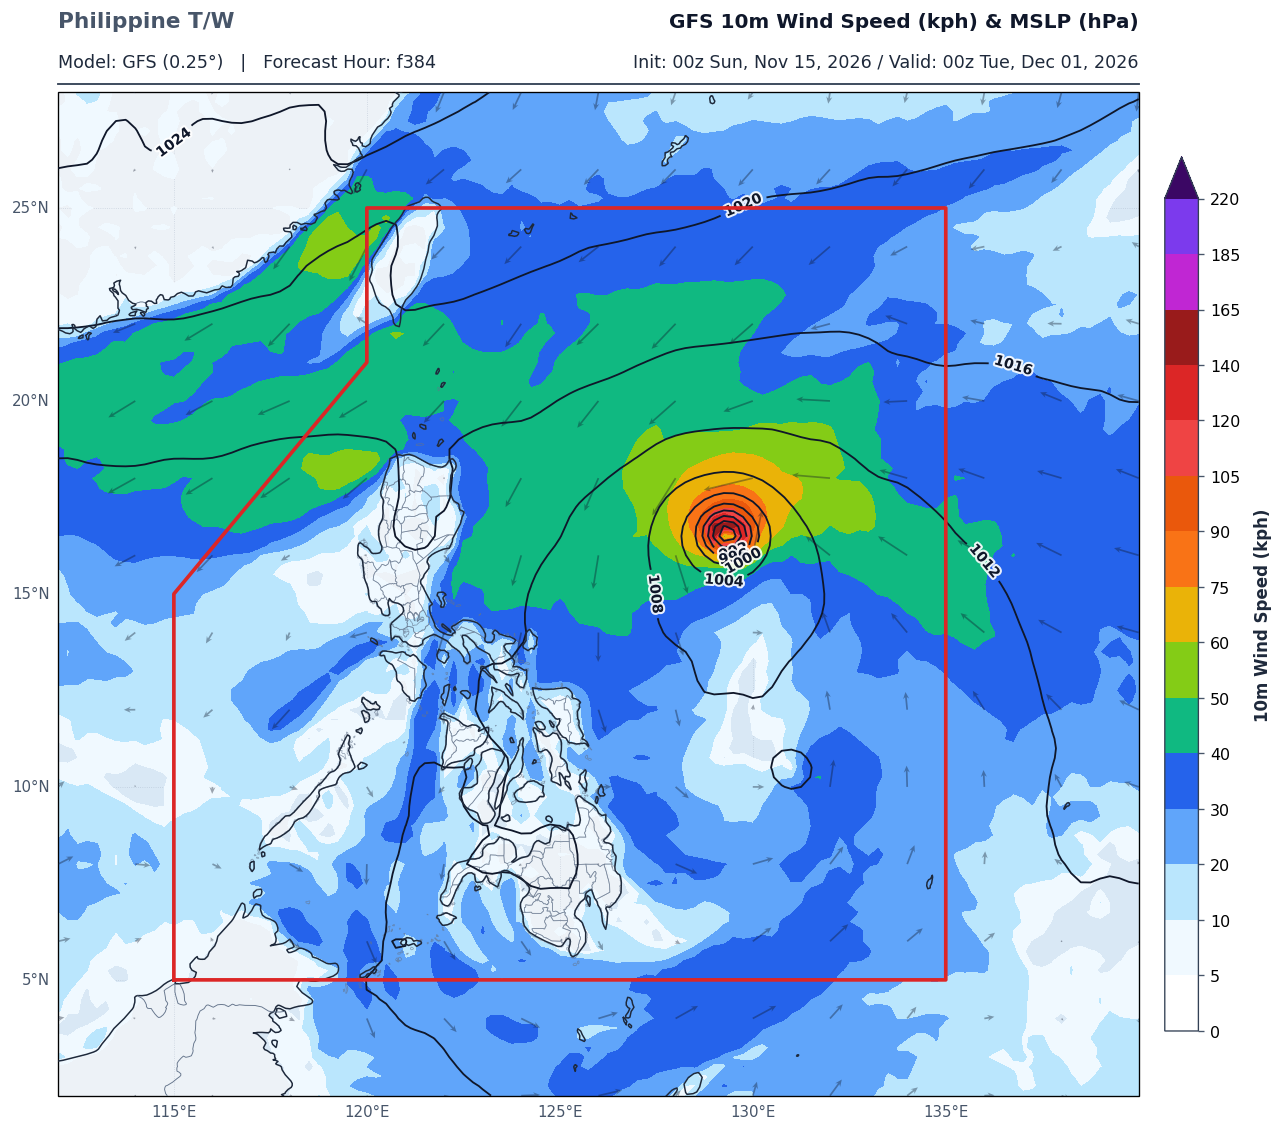 Philippine T/W
GFS 10m Wind Speed (kph) & MSLP (hPa)
Model: GFS (0.25°) | Forecast Hour: f384
Init: 00z Sun, Nov 15, 2026 / Valid: 00z Tue, Dec 01, 2026
1024
1020
1016
1012
1008
1004
1000
25°N
20°N
15°N
10°N
5°N
115°E
120°E
125°E
130°E
135°E
220
185
165
140
120
105
90
75
60
50
40
30
20
10
5
0
10m Wind Speed (kph)